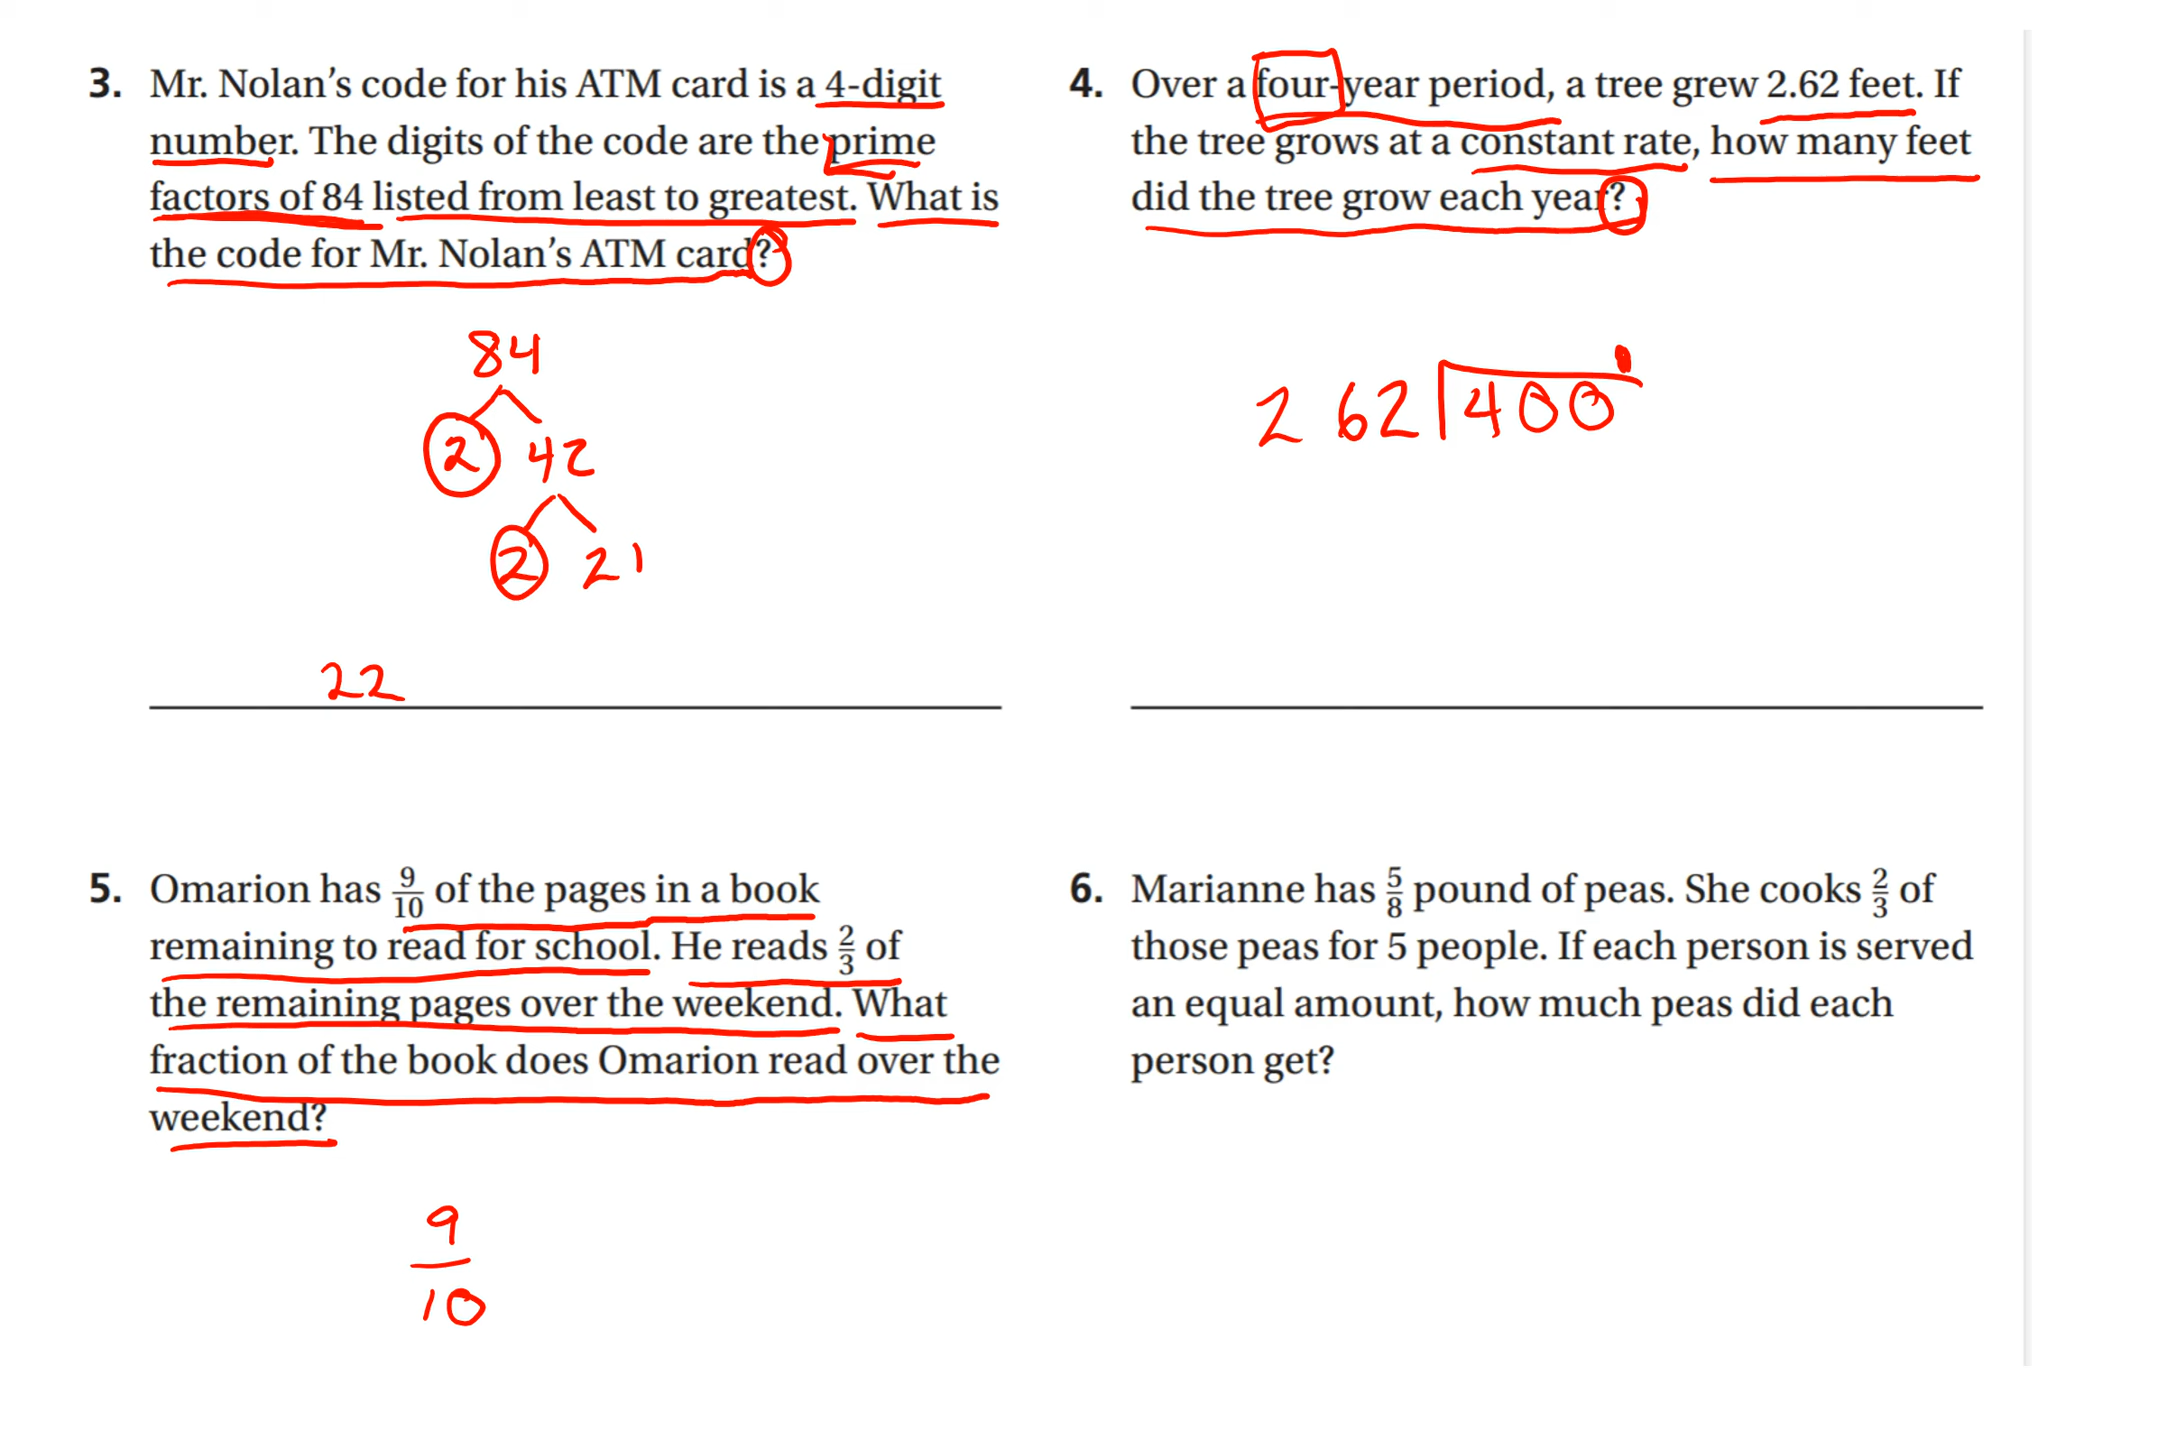 3. Mr. Nolan’s code for his ATM card is a 4-digit
number. The digits of the code are the prime
factors of 84 listed from least to greatest. What is
the code for Mr. Nolan’s ATM card?
84
2 42
2 21
22
4. Over a four-year period, a tree grew 2.62 feet. If
the tree grows at a constant rate, how many feet
did the tree grow each year?
2 62 400
5. Omarion has 9/10 of the pages in a book
remaining to read for school. He reads 2/3 of
the remaining pages over the weekend. What
fraction of the book does Omarion read over the
weekend?
9
10
6. Marianne has 5/8 pound of peas. She cooks 2/3 of
those peas for 5 people. If each person is served
an equal amount, how much peas did each
person get?